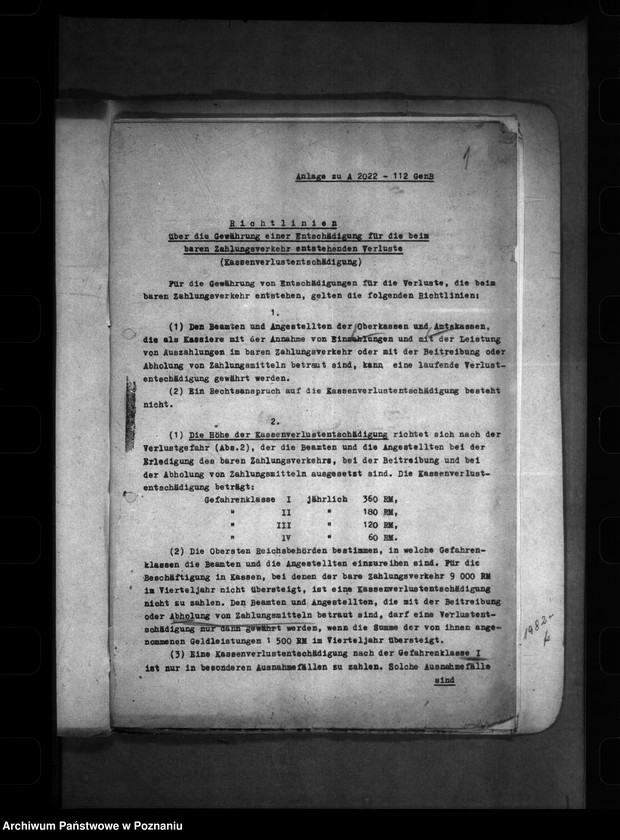 1
Anlage zu A 2022 - 112 GenB
Richtlinien
über die Gewährung einer Entschädigung für die beim
baren Zahlungsverkehr entstehenden Verluste
(Kassenverlustentschädigung)
Für die Gewährung von Entschädigungen für die Verluste, die beim
baren Zahlungsverkehr entstehen, gelten die folgenden Richtlinien:
1.
(1) Den Beamten und Angestellten der Oberkassen und Amtskassen,
die als Kassiere mit der Annahme von Einzahlungen und mit der Leistung
von Auszahlungen im baren Zahlungsverkehr oder mit der Beitreibung oder
Abholung von Zahlungsmitteln betraut sind, kann eine laufende Verlust-
entschädigung gewährt werden.
(2) Ein Rechtsanspruch auf die Kassenverlustentschädigung besteht
nicht.
2.
(1) Die Höhe der Kassenverlustentschädigung richtet sich nach der
Verlustgefahr (Abs.2), der die Beamten und die Angestellten bei der
Erledigung des baren Zahlungsverkehrs, bei der Beitreibung und bei
der Abholung von Zahlungsmitteln ausgesetzt sind. Die Kassenverlust-
entschädigung beträgt:
Gefahrenklasse I jährlich 360 RM,
" II " 180 RM,
" III " 120 RM,
" IV " 60 RM.
(2) Die Obersten Reichsbehörden bestimmen, in welche Gefahren-
klassen die Beamten und die Angestellten einzureihen sind. Für die
Beschäftigung in Kassen, bei denen der bare Zahlungsverkehr 9 000 RM
im Vierteljahr nicht übersteigt, ist eine Kassenverlustentschädigung
nicht zu zahlen. Den Beamten und Angestellten, die mit der Beitreibung
oder Abholung von Zahlungsmitteln betraut sind, darf eine Verlustent-
schädigung nur dann gewährt werden, wenn die Summe der von ihnen ange-
nommenen Geldleistungen 1 500 RM im Vierteljahr übersteigt.
(3) Eine Kassenverlustentschädigung nach der Gefahrenklasse I
ist nur in besonderen Ausnahmefällen zu zahlen. Solche Ausnahmefälle
sind
1982
Archiwum Państwowe w Poznaniu